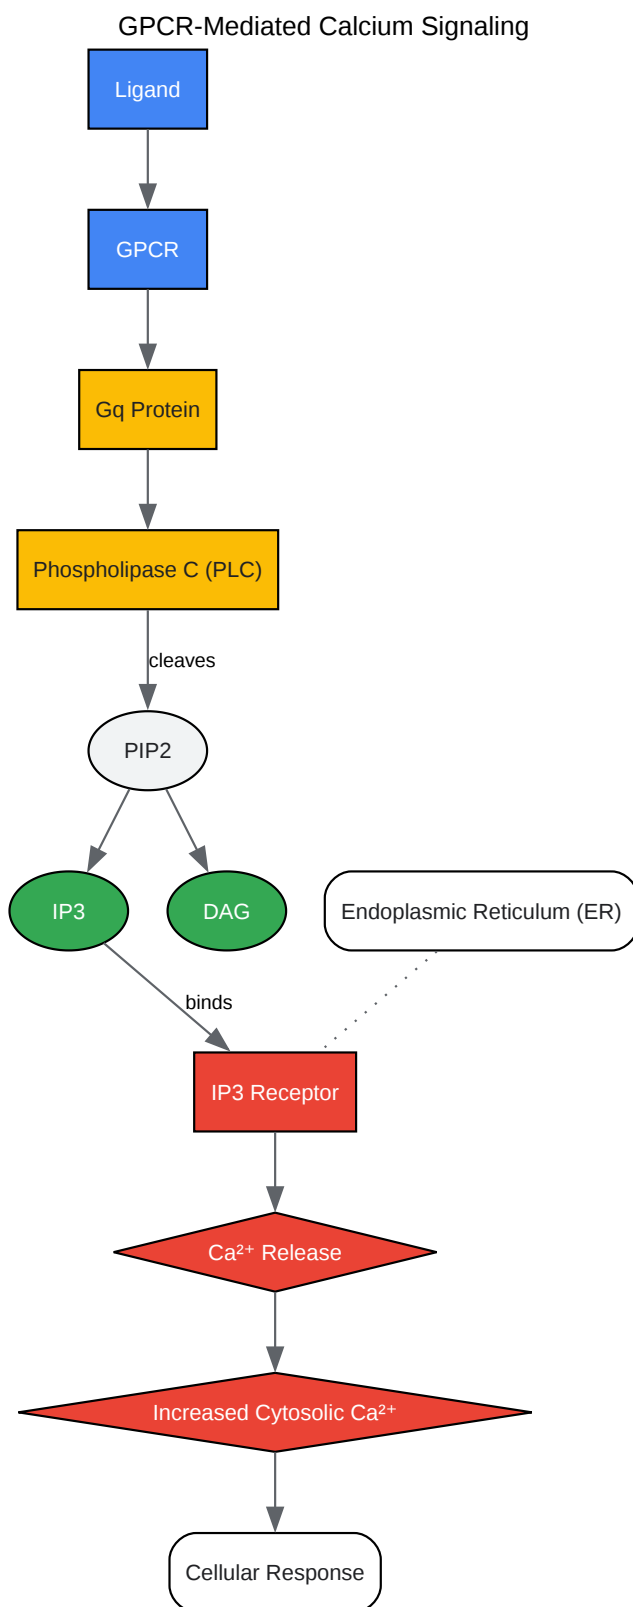 GPCR-Mediated Calcium Signaling
Ligand
GPCR
Gq Protein
Phospholipase C (PLC)
cleaves
PIP2
IP3
DAG
Endoplasmic Reticulum (ER)
binds
IP3 Receptor
Ca²⁺ Release
Increased Cytosolic Ca²⁺
Cellular Response